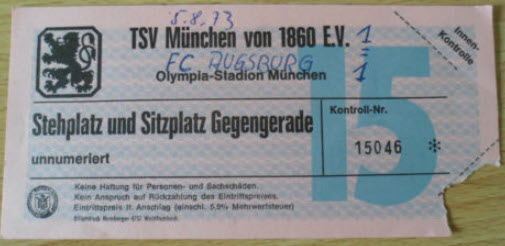 5.8.73
TSV München von 1860 E.V. 1
FC AUGSBURG 1
Olympia-Stadion München
Innen-
Kontrolle
15
Stehplatz und Sitzplatz Gegengerade
unnumeriert
Kontroll-Nr.
15046 *
Keine Haftung für Personen- und Sachschäden.
Kein Anspruch auf Rückzahlung des Eintrittspreises.
Eintrittspreis lt. Anschlag (einschl. 5,5% Mehrwertsteuer)